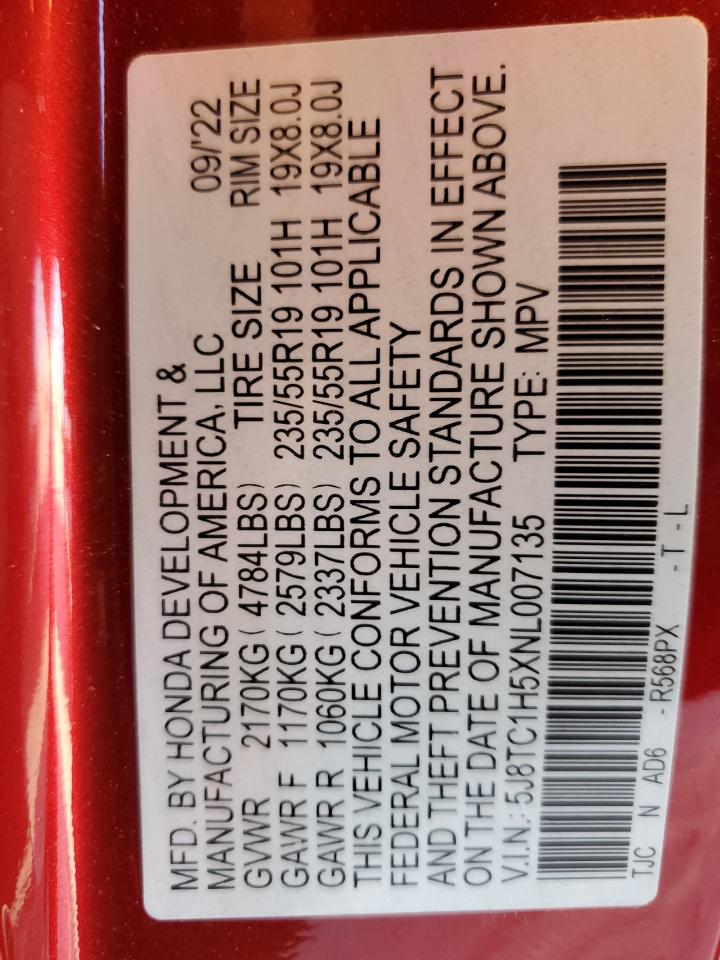 MFD. BY HONDA DEVELOPMENT & 09/'22
MANUFACTURING OF AMERICA, LLC
GVWR 2170KG ( 4784LBS) TIRE SIZE RIM SIZE
GAWR F 1170KG ( 2579LBS) 235/55R19 101H 19X8.0J
GAWR R 1060KG ( 2337LBS) 235/55R19 101H 19X8.0J
THIS VEHICLE CONFORMS TO ALL APPLICABLE
FEDERAL MOTOR VEHICLE SAFETY
AND THEFT PREVENTION STANDARDS IN EFFECT
ON THE DATE OF MANUFACTURE SHOWN ABOVE.
V.I.N.: 5J8TC1H5XNL007135 TYPE: MPV
TJC N AD6 - R568PX - T - L